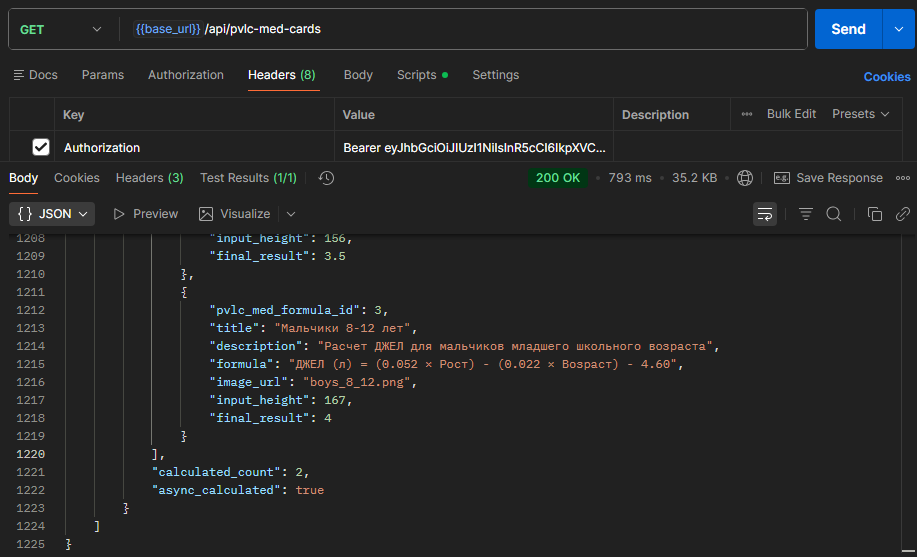 GET {{base_url}} /api/pvlc-med-cards Send
Docs Params Authorization Headers (8) Body Scripts Settings Cookies
Key Value Description Bulk Edit Presets
Authorization Bearer eyJhbGciOiJIUzI1NiIsInR5cCI6IkpXVC...
Body Cookies Headers (3) Test Results (1/1) 200 OK 793 ms 35.2 KB e.g. Save Response
{} JSON Preview Visualize
1208 "input_height": 156,
1209 "final_result": 3.5
1210 },
1211 {
1212 "pvlc_med_formula_id": 3,
1213 "title": "Мальчики 8-12 лет",
1214 "description": "Расчет ДЖЕЛ для мальчиков младшего школьного возраста",
1215 "formula": "ДЖЕЛ (л) = (0.052 × Рост) - (0.022 × Возраст) - 4.60",
1216 "image_url": "boys_8_12.png",
1217 "input_height": 167,
1218 "final_result": 4
1219 }
1220 ],
1221 "calculated_count": 2,
1222 "async_calculated": true
1223 }
1224 ]
1225 }